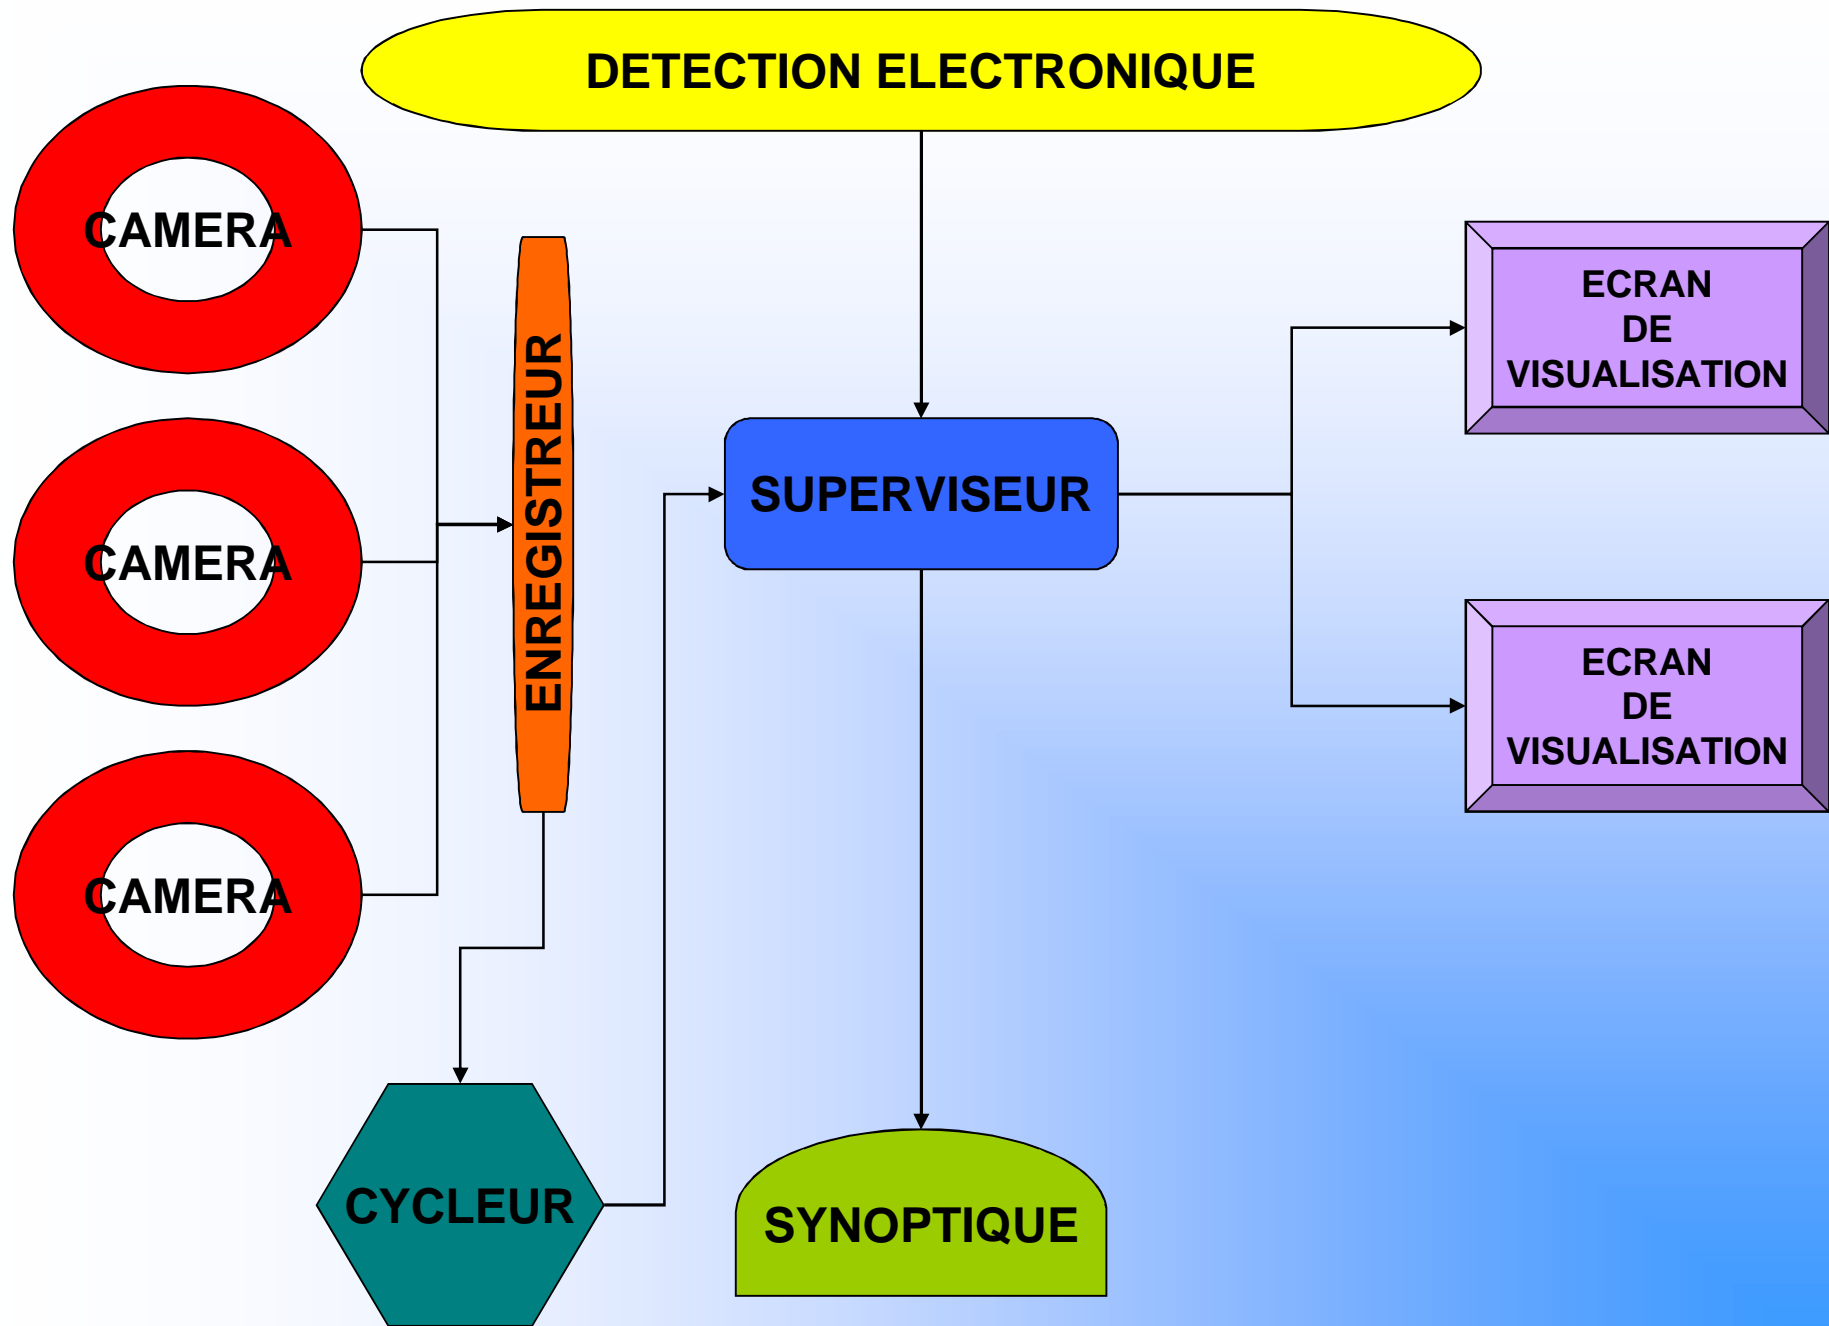 DETECTION ELECTRONIQUE
CAMERA
CAMERA
CAMERA
ENREGISTREUR
SUPERVISEUR
ECRAN
DE
VISUALISATION
ECRAN
DE
VISUALISATION
CYCLEUR
SYNOPTIQUE